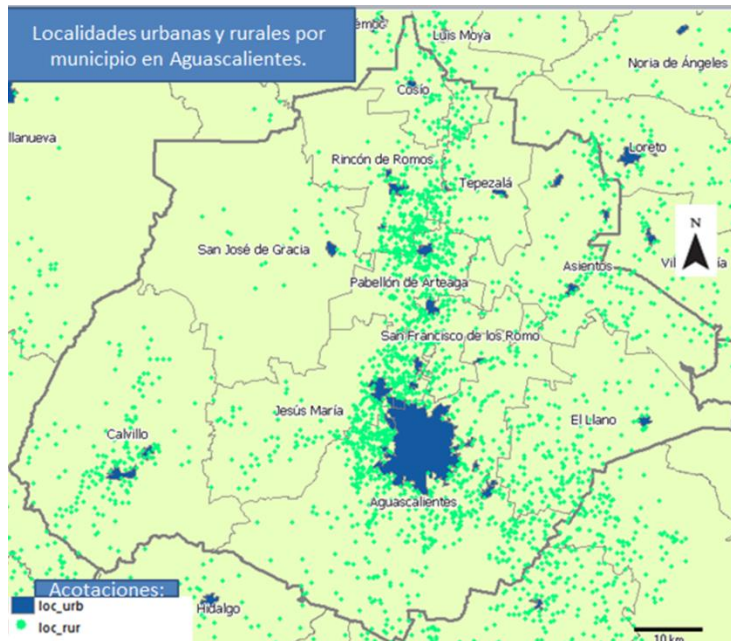 Localidades urbanas y rurales por
municipio en Aguascalientes.
Luis Moya
Noria de Ángeles
Cosío
llanueva
Loreto
Rincón de Romos
Tepezalá
N
San José de Gracia
Asientos
Pabellón de Arteaga
San Francisco de los Romo
Jesús María
El Llano
Calvillo
Aguascalientes
Acotaciones:
loc_urb
Hidalgo
loc_rur
10 km